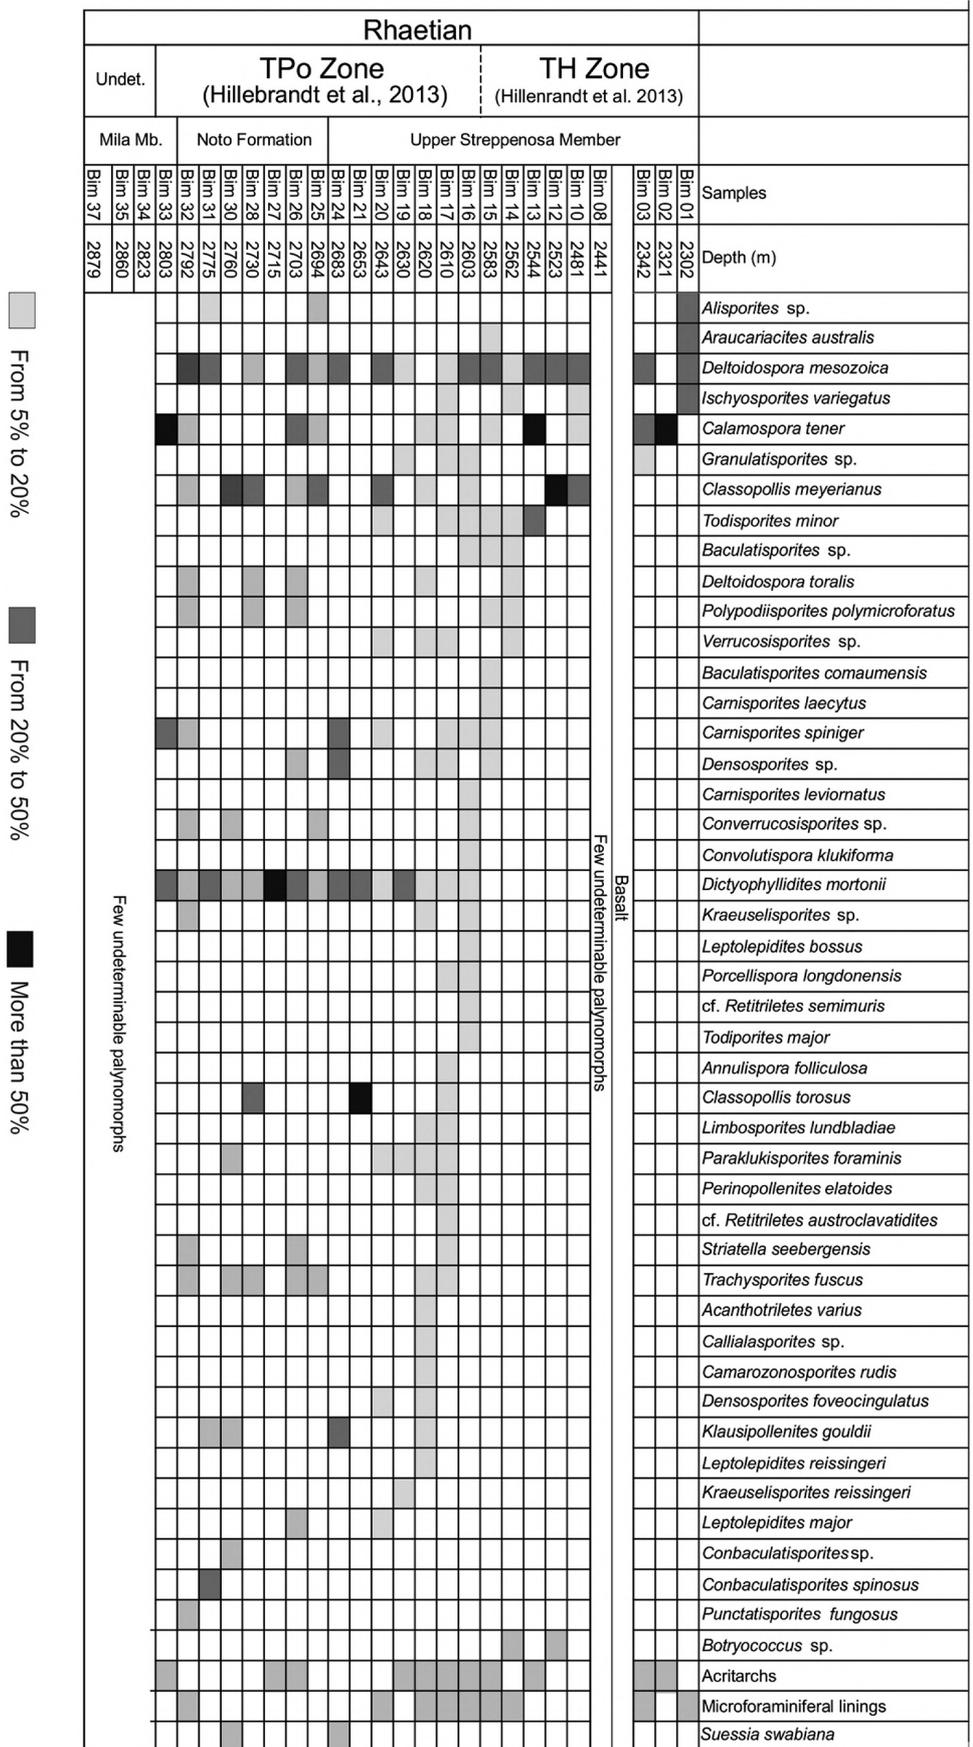 Rhaetian
Undet.
TPo Zone
(Hillebrandt et al., 2013)
TH Zone
(Hillenrandt et al. 2013)
Mila Mb.
Noto Formation
Upper Streppenosa Member
Bim 37
Bim 35
Bim 34
Bim 33
Bim 32
Bim 31
Bim 30
Bim 28
Bim 27
Bim 26
Bim 25
Bim 24
Bim 21
Bim 20
Bim 19
Bim 18
Bim 17
Bim 16
Bim 15
Bim 14
Bim 13
Bim 12
Bim 10
Bim 08
Bim 03
Bim 02
Bim 01
Samples
2879
2860
2823
2803
2792
2775
2760
2730
2715
2703
2694
2683
2653
2643
2630
2620
2610
2603
2583
2562
2544
2523
2481
2441
2342
2321
2302
Depth (m)
Alisporites sp.
Araucariacites australis
Deltoidospora mesozoica
Ischyosporites variegatus
Calamospora tener
Granulatisporites sp.
Classopollis meyerianus
Todisporites minor
Baculatisporites sp.
Deltoidospora toralis
Polypodiisporites polymicroforatus
Verrucosisporites sp.
Baculatisporites comaumensis
Carnisporites laecytus
Carnisporites spiniger
Densosporites sp.
Carnisporites leviornatus
Converrucosisporites sp.
Convolutispora klukiforma
Dictyophyllidites mortonii
Kraeuselisporites sp.
Leptolepidites bossus
Porcellispora longdonensis
cf. Retitriletes semimuris
Todiporites major
Annulispora folliculosa
Classopollis torosus
Limbosporites lundbladiae
Paraklukisporites foraminis
Perinopollenites elatoides
cf. Retitriletes austroclavatidites
Striatella seebergensis
Trachysporites fuscus
Acanthotriletes varius
Callialasporites sp.
Camarozonosporites rudis
Densosporites foveocingulatus
Klausipollenites gouldii
Leptolepidites reissingeri
Kraeuselisporites reissingeri
Leptolepidites major
Conbaculatisporites sp.
Conbaculatisporites spinosus
Punctatisporites fungosus
Botryococcus sp.
Acritarchs
Microforaminiferal linings
Suessia swabiana
Few undeterminable palynomorphs
Few undeterminable palynomorphs
Basalt
From 5% to 20%
From 20% to 50%
More than 50%